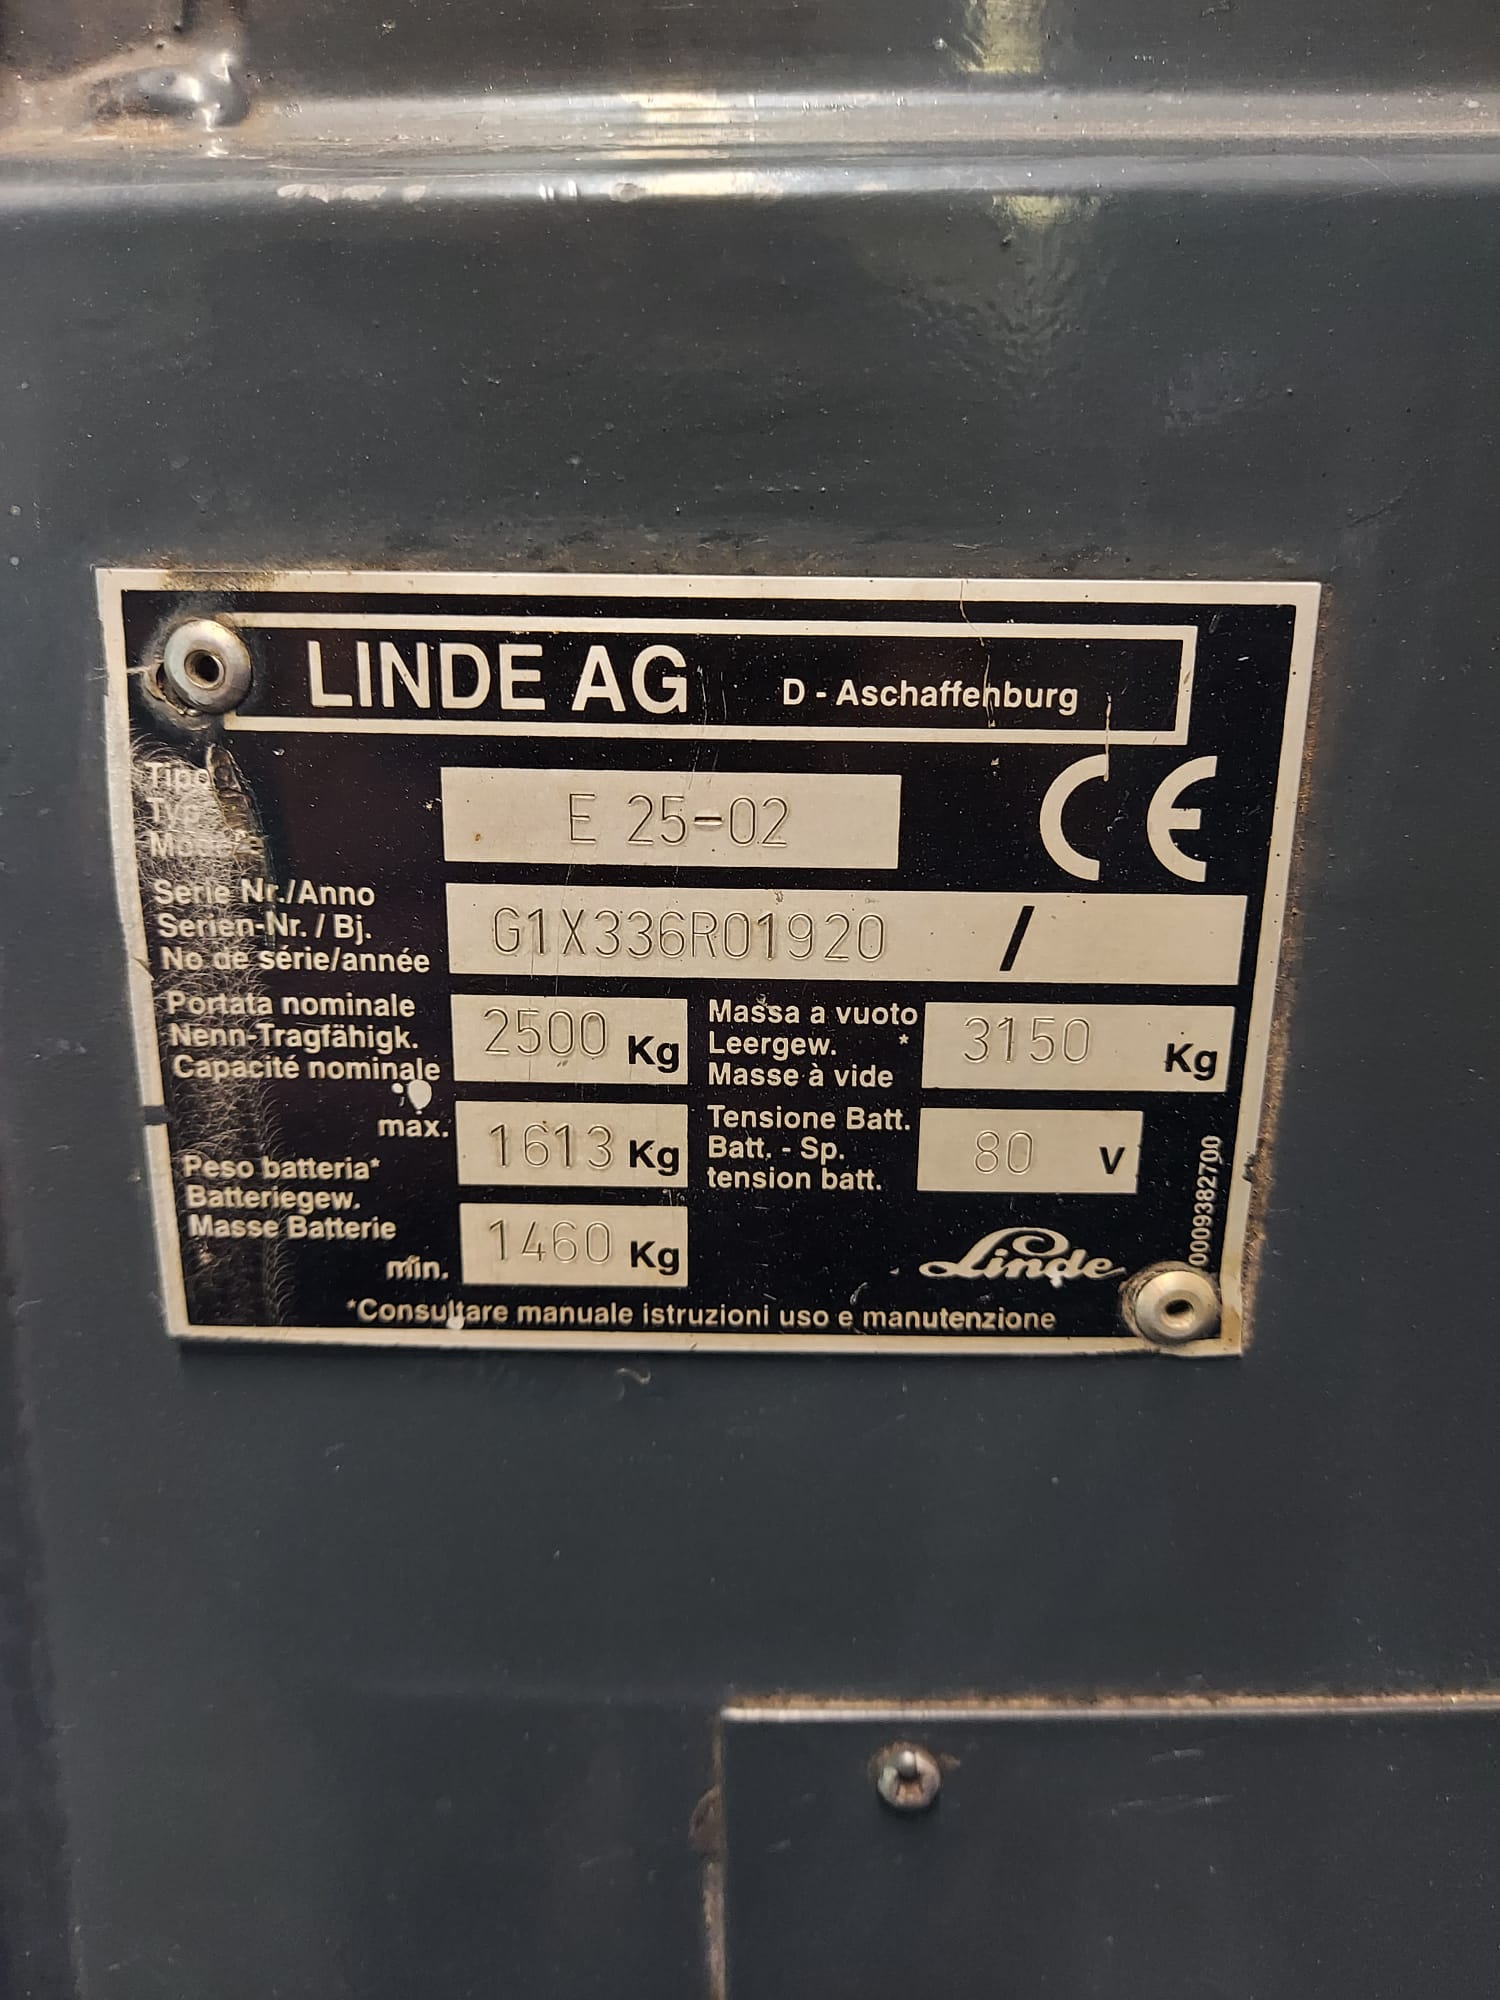 LINDE AG D - Aschaffenburg
Tipo
Typ
E 25-02
CE
Serie Nr./Anno
Serien-Nr. / Bj.
No de série/année
G1X336R01920 /
Portata nominale
Nenn-Tragfähigk.
Capacité nominale
2500 Kg
Massa a vuoto
Leergew. *
Masse à vide
3150 Kg
max. 1613 Kg
Peso batteria*
Batteriegew.
Masse Batterie
min. 1460 Kg
Tensione Batt.
Batt. - Sp.
tension batt.
80 V
Linde
0009382700
*Consultare manuale istruzioni uso e manutenzione